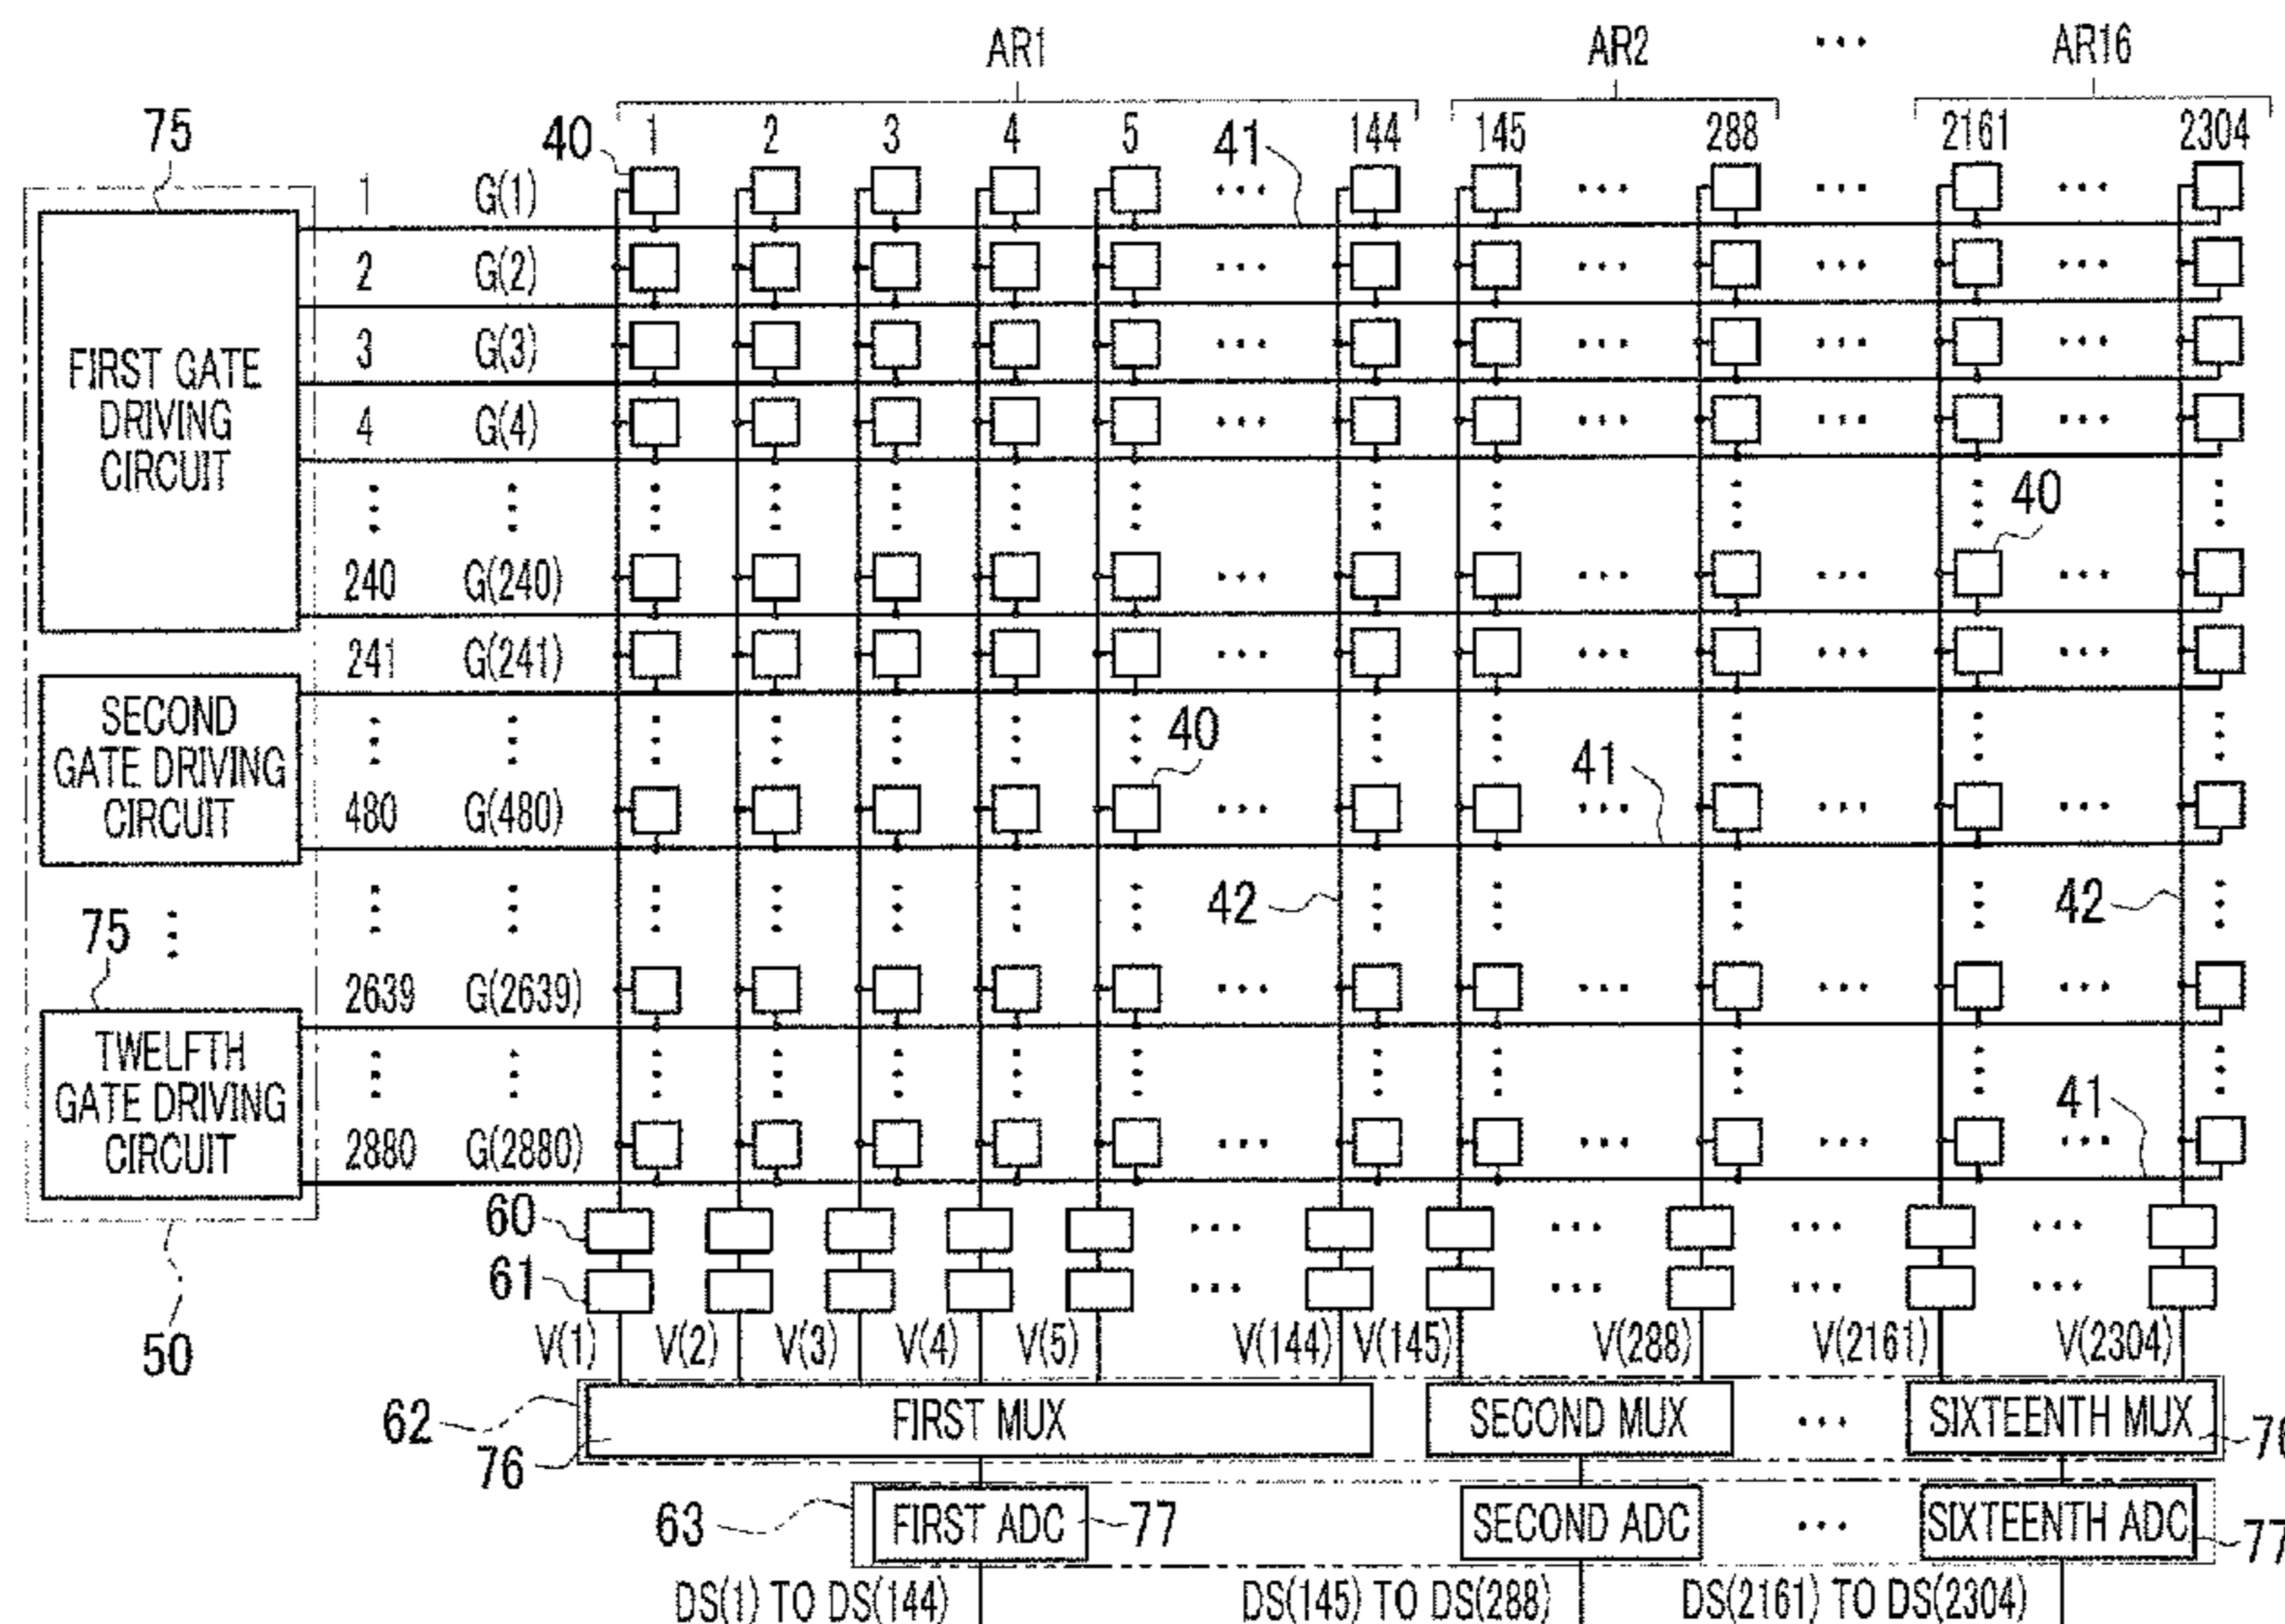 AR1 AR2 ... AR16
75 40 1 2 3 4 5 144 41 145 288 2161 2304
1 G(1) ... ... ... ...
2 G(2) ... ... ... ...
3 G(3) ... ... ... ...
FIRST GATE
DRIVING
CIRCUIT
4 G(4) ... ... ... ...
40
240 G(240) ... ... ... ...
241 G(241) ... ... ... ...
SECOND
GATE DRIVING
CIRCUIT
40
41
480 G(480) ... ... ... ...
42 42
75
2639 G(2639) ... ... ... ...
TWELFTH
GATE DRIVING
CIRCUIT
41
2880 G(2880) ... ... ... ...
60 ... ... ... ...
61 ... ... ... ...
50
V(1) V(2) V(3) V(4) V(5) V(144) V(145) V(288) V(2161) V(2304)
62 FIRST MUX SECOND MUX ... SIXTEENTH MUX
76
63 FIRST ADC 77 SECOND ADC ... SIXTEENTH ADC 77
DS(1) TO DS(144) DS(145) TO DS(288) DS(2161) TO DS(2304)